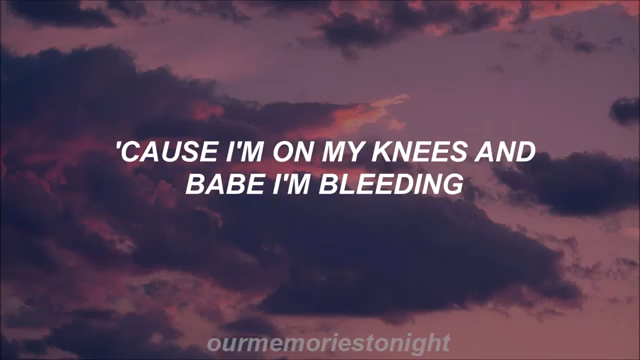 'CAUSE I'M ON MY KNEES AND
BABE I'M BLEEDING
ourmemoriestonight